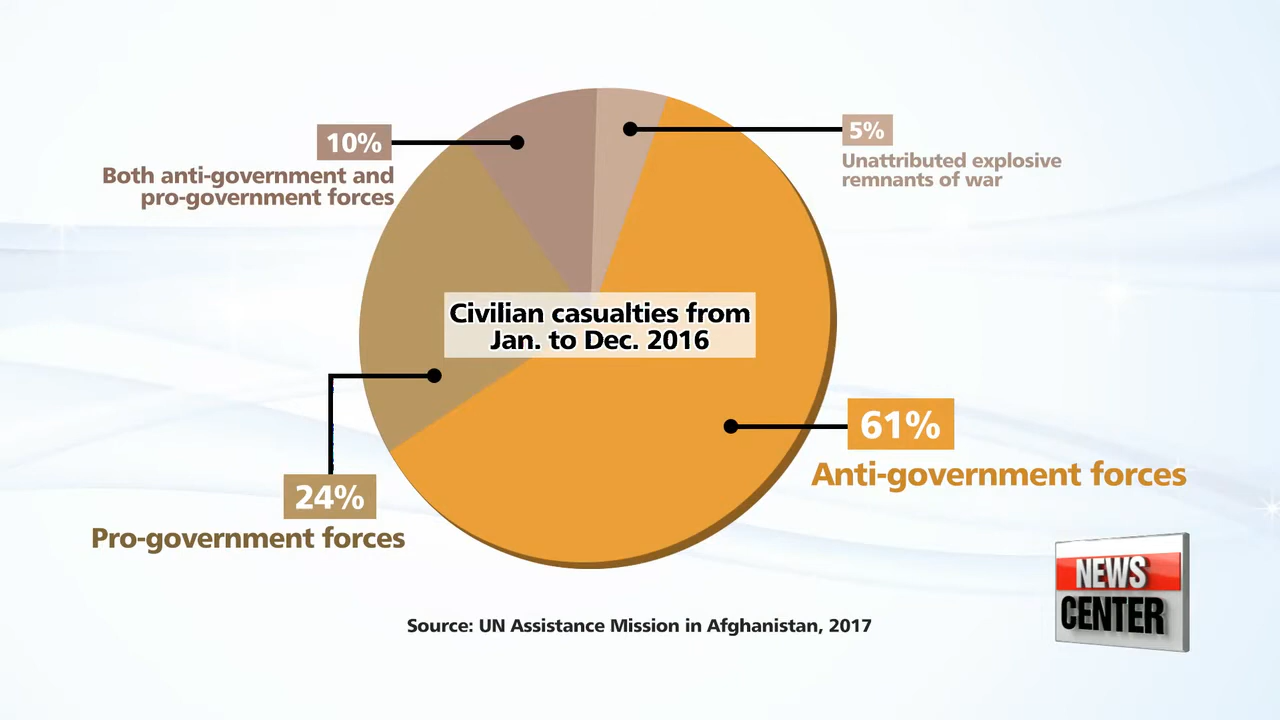 10%
Both anti-government and
pro-government forces
5%
Unattributed explosive
remnants of war
Civilian casualties from
Jan. to Dec. 2016
61%
Anti-government forces
24%
Pro-government forces
NEWS
CENTER
Source: UN Assistance Mission in Afghanistan, 2017